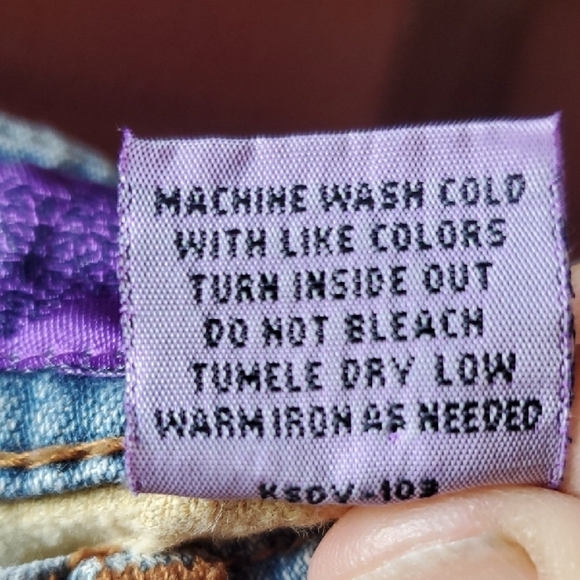 MACHINE WASH COLD
WITH LIKE COLORS
TURN INSIDE OUT
DO NOT BLEACH
TUMELE DRY LOW
WARM IRON AS NEEDED